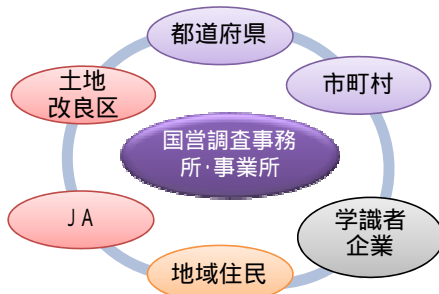 都道府県
土地
改良区
市町村
国営調査事務
所・事業所
ＪＡ
学識者
企業
地域住民